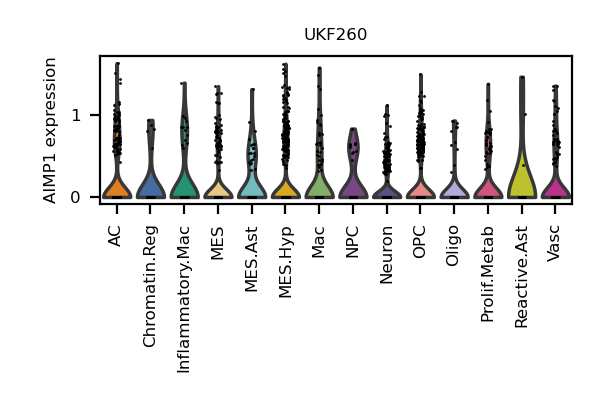 UKF260
AIMP1 expression
1
0
AC
Chromatin.Reg
Inflammatory.Mac
MES
MES.Ast
MES.Hyp
Mac
NPC
Neuron
OPC
Oligo
Prolif.Metab
Reactive.Ast
Vasc